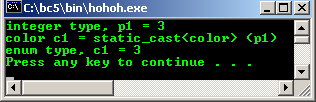 C:\bc5\bin\hohoh.exe
integer type, p1 = 3
color c1 = static_cast<color> (p1)
enum type, c1 = 3
Press any key to continue . . .